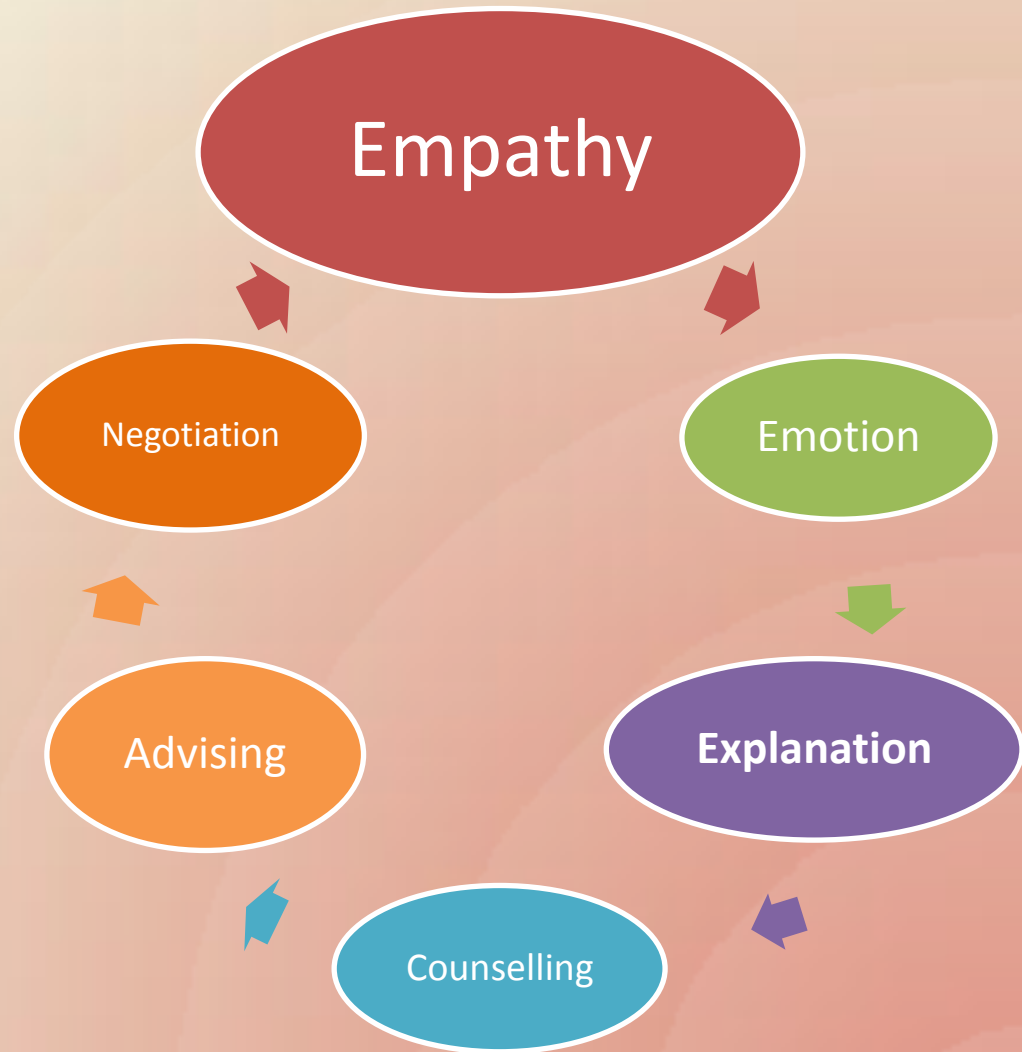 Empathy
Emotion
Explanation
Counselling
Advising
Negotiation